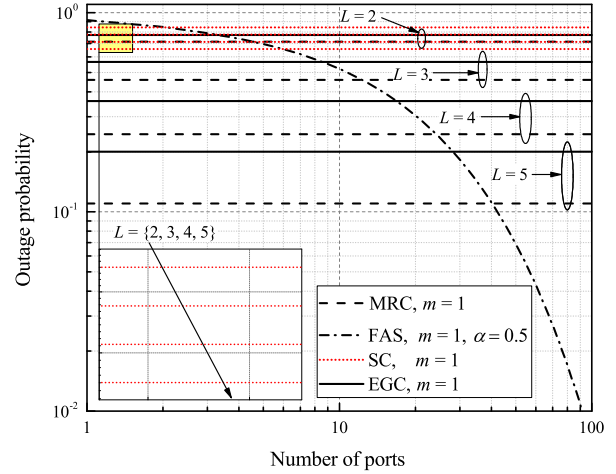 10^0
L = 2
L = 3
L = 4
L = 5
10^-1
10^-2
Outage probability
L = {2, 3, 4, 5}
MRC, m = 1
FAS, m = 1, α = 0.5
SC, m = 1
EGC, m = 1
1 10 100
Number of ports